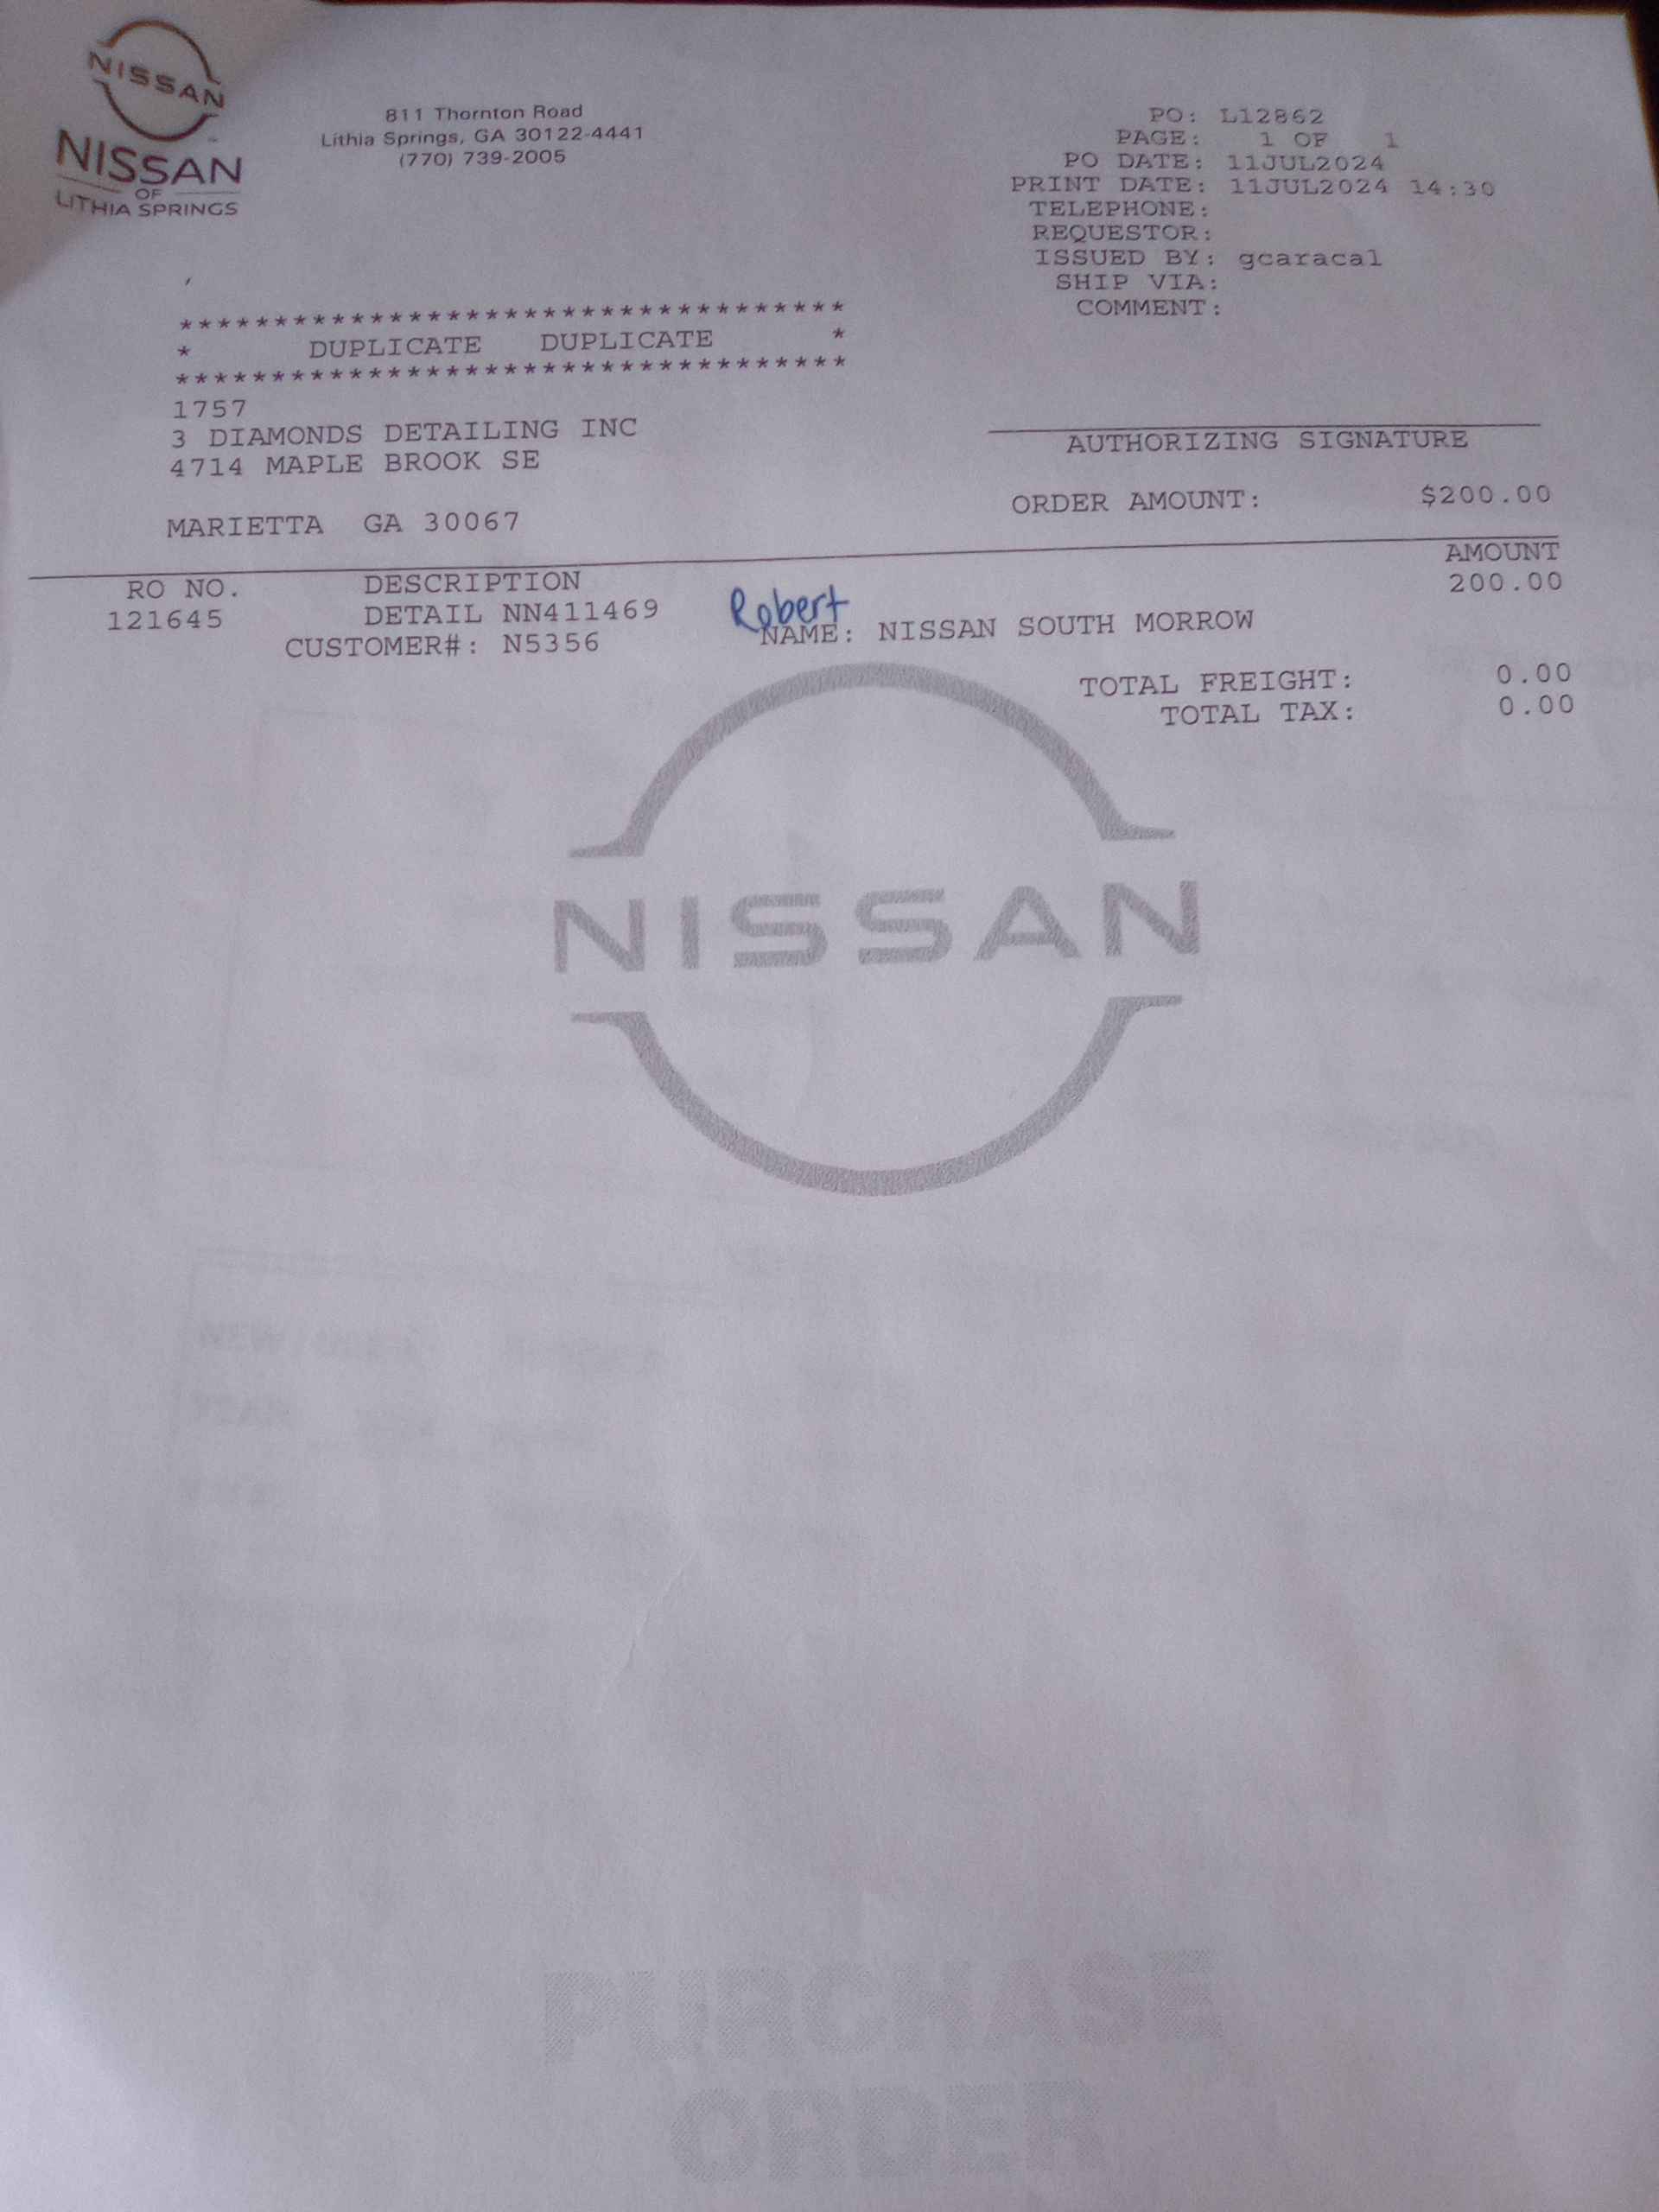 NISSAN
NISSAN
OF
LITHIA SPRINGS
811 Thornton Road
Lithia Springs, GA 30122-4441
(770) 739-2005
PO: L12862
PAGE: 1 OF 1
PO DATE: 11JUL2024
PRINT DATE: 11JUL2024 14:30
TELEPHONE:
REQUESTOR:
ISSUED BY: gcaracal
SHIP VIA:
COMMENT:
***********************************
* DUPLICATE DUPLICATE *
***********************************
1757
3 DIAMONDS DETAILING INC
4714 MAPLE BROOK SE
MARIETTA GA 30067
AUTHORIZING SIGNATURE
ORDER AMOUNT: $200.00
RO NO. DESCRIPTION AMOUNT
121645 DETAIL NN411469 200.00
Robert
CUSTOMER#: N5356 NAME: NISSAN SOUTH MORROW
TOTAL FREIGHT: 0.00
TOTAL TAX: 0.00
NISSAN
PURCHASE
ORDER